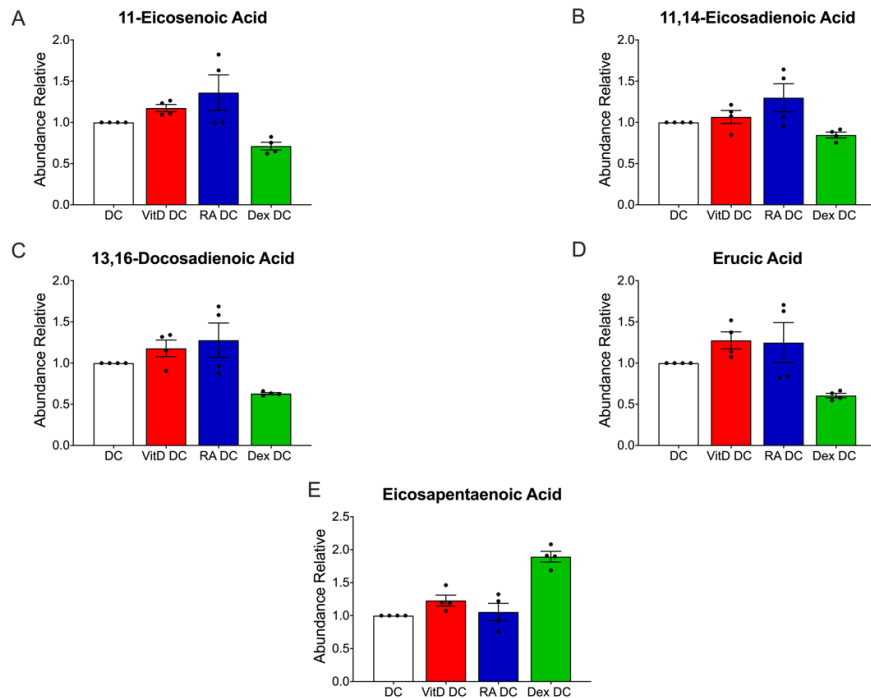 A
11-Eicosenoic Acid
Abundance Relative
2.0
1.5
1.0
0.5
0.0
DC VitD DC RA DC Dex DC
B
11,14-Eicosadienoic Acid
Abundance Relative
2.0
1.5
1.0
0.5
0.0
DC VitD DC RA DC Dex DC
C
13,16-Docosadienoic Acid
Abundance Relative
2.0
1.5
1.0
0.5
0.0
DC VitD DC RA DC Dex DC
D
Erucic Acid
Abundance Relative
2.0
1.5
1.0
0.5
0.0
DC VitD DC RA DC Dex DC
E
Eicosapentaenoic Acid
Abundance Relative
2.5
2.0
1.5
1.0
0.5
0.0
DC VitD DC RA DC Dex DC